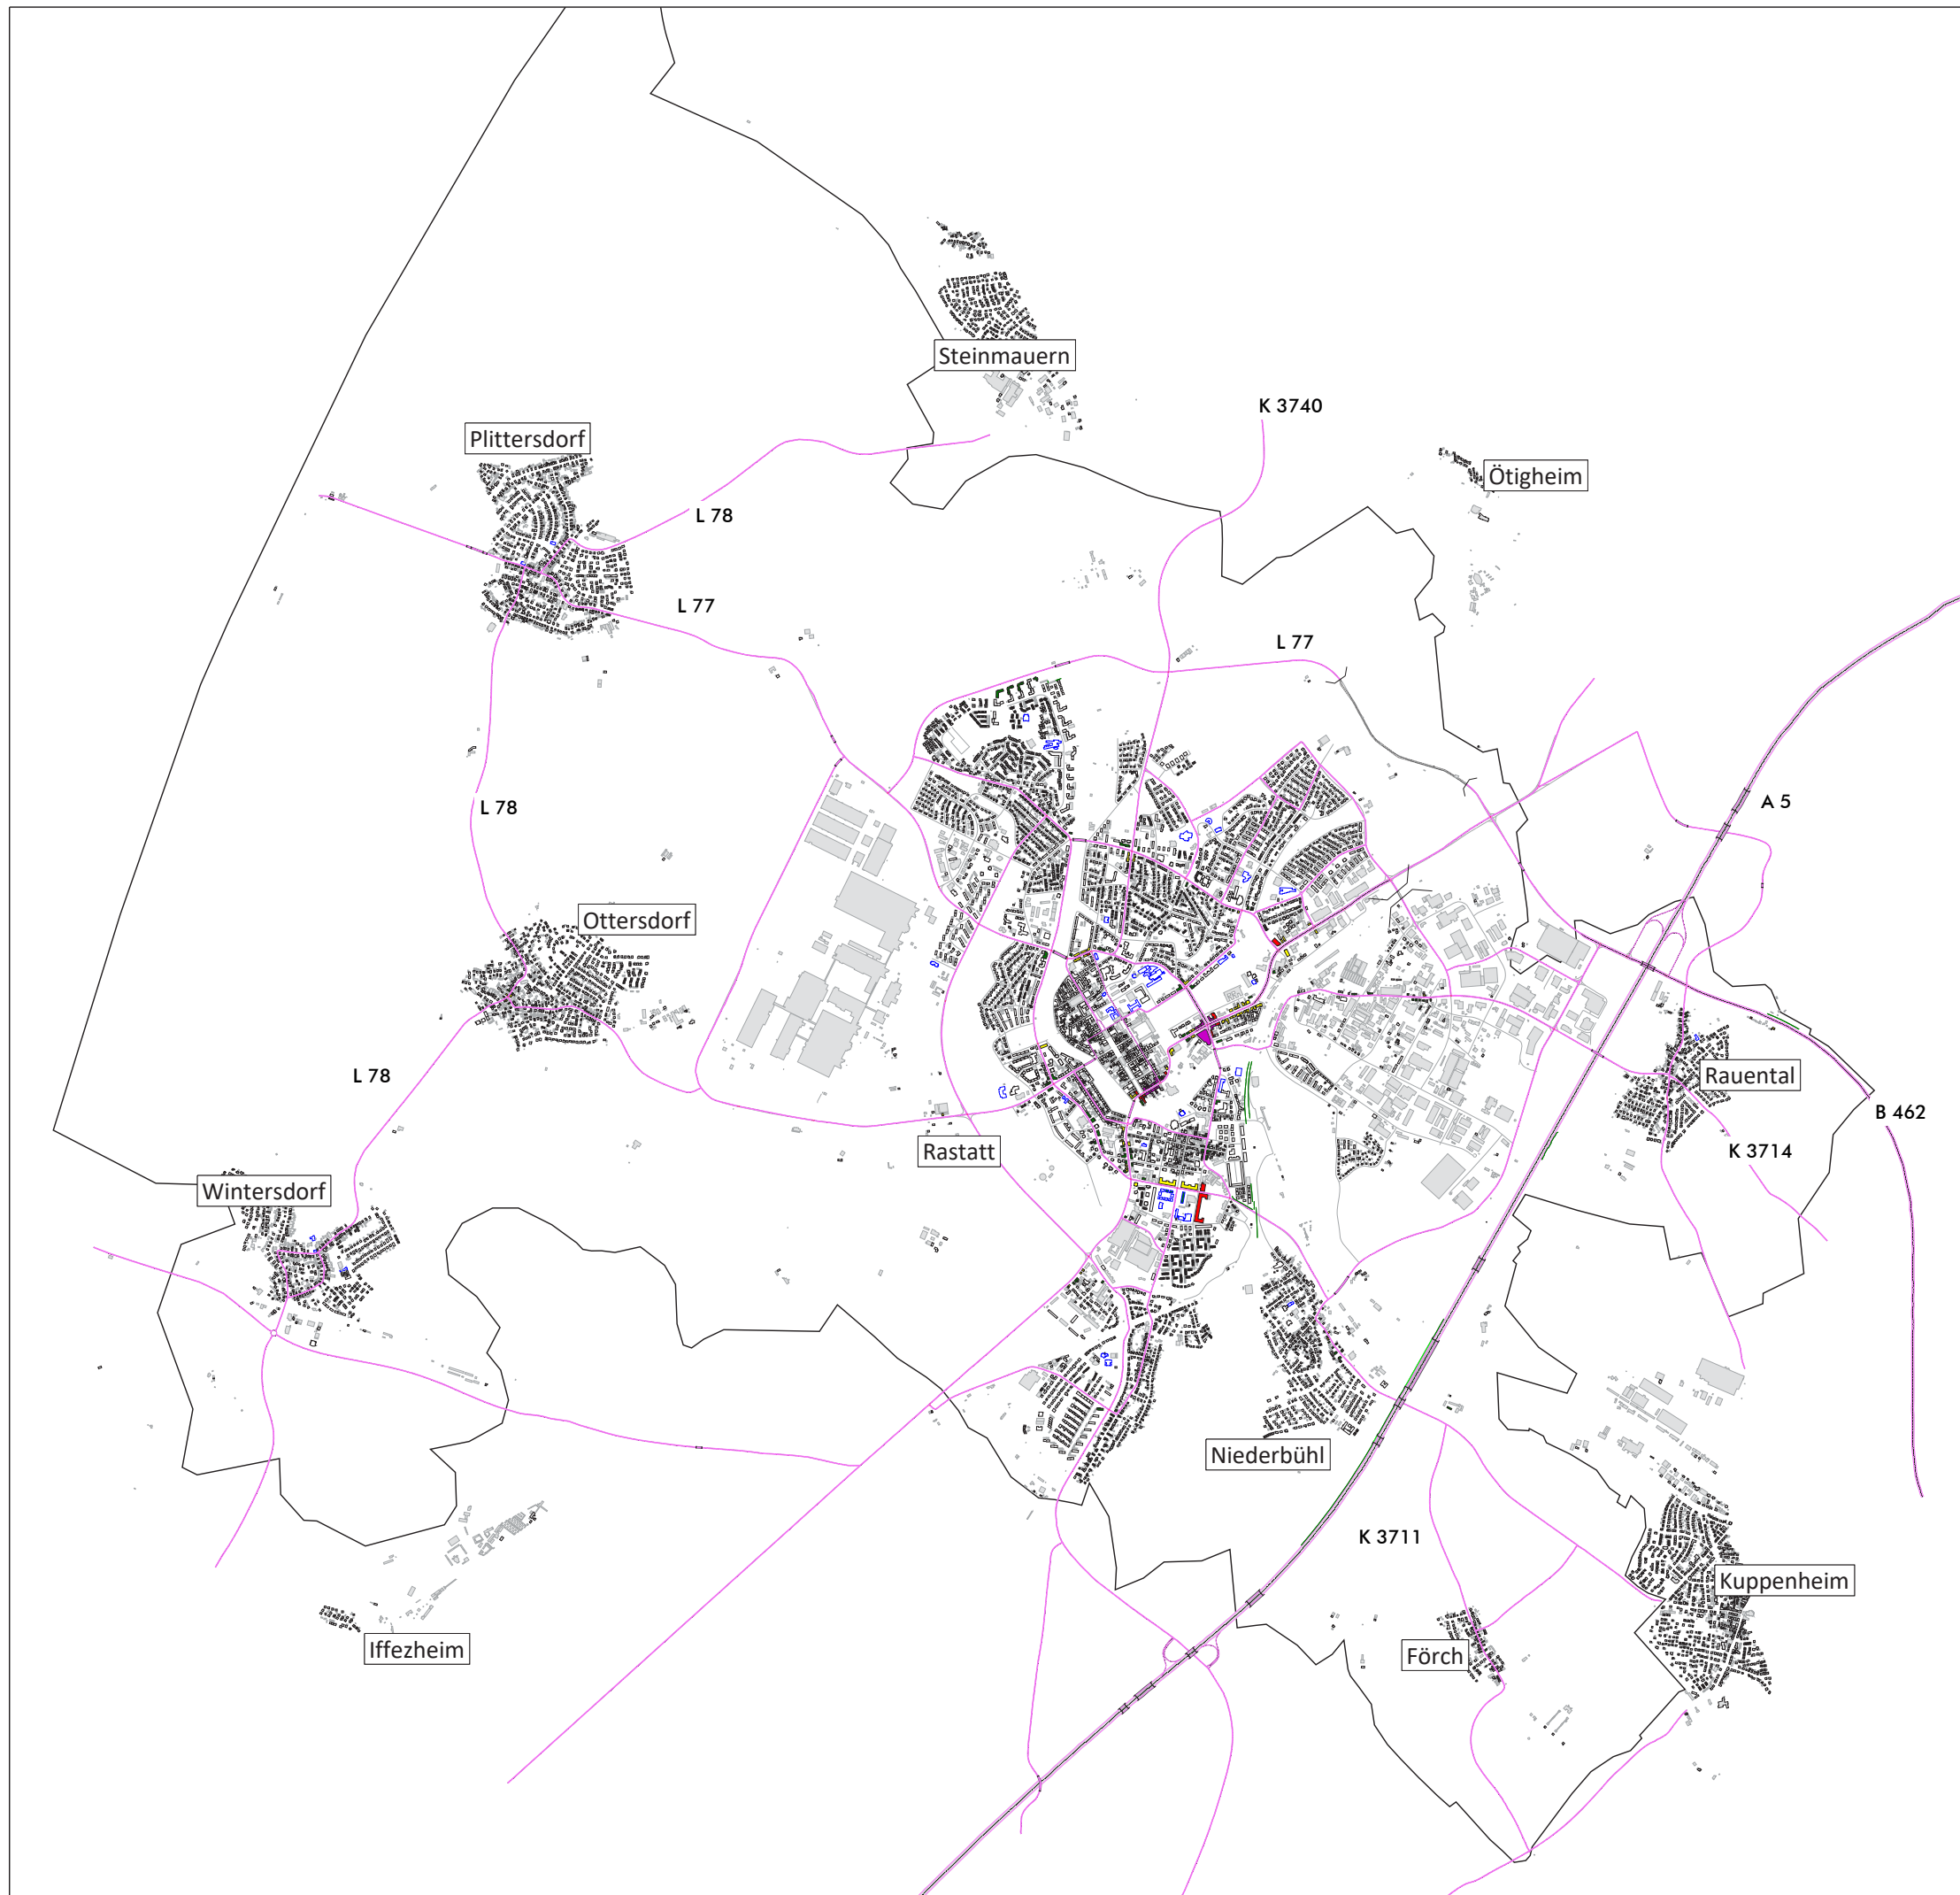 Steinmauern
K 3740
Plittersdorf
Ötigheim
L 78
L 77
L 77
A 5
L 78
Ottersdorf
L 78
Rauental
B 462
Rastatt
K 3714
Wintersdorf
Niederbühl
K 3711
Kuppenheim
Iffezheim
Förch